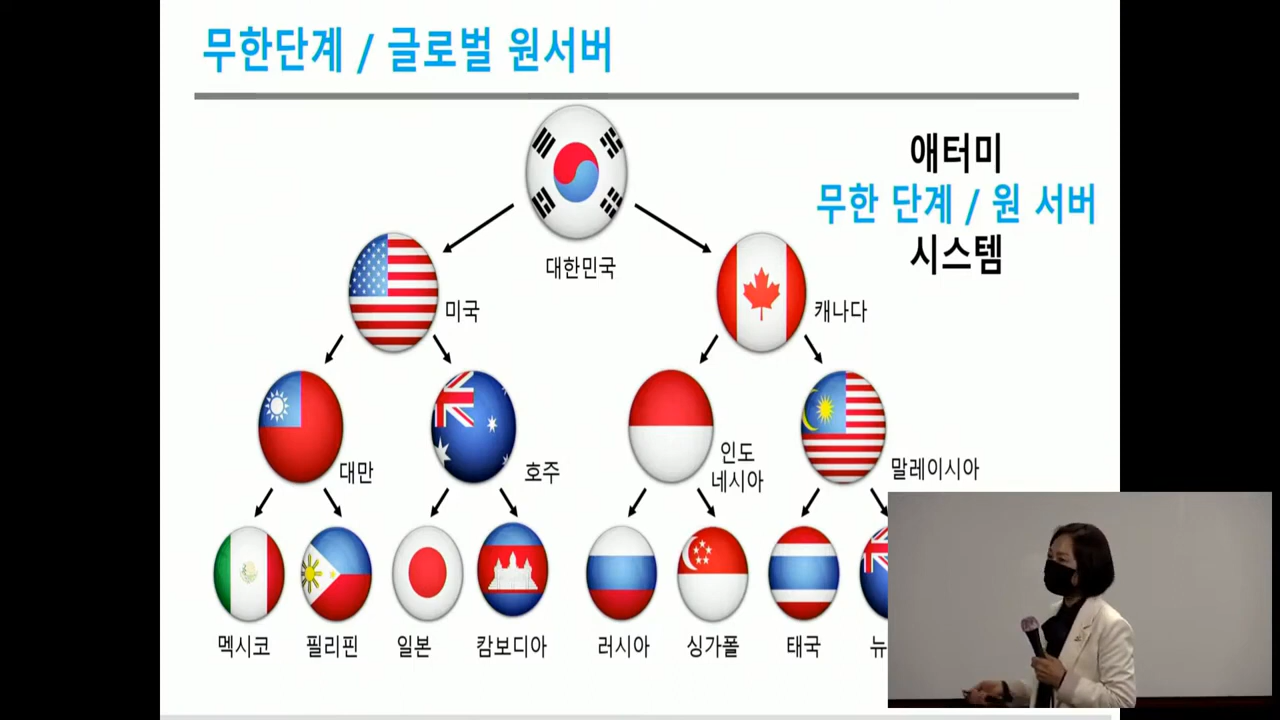 무한단계 / 글로벌 원서버
애터미
무한 단계 / 원 서버
시스템
대한민국
미국
캐나다
대만
호주
인도
네시아
말레이시아
멕시코
필리핀
일본
캄보디아
러시아
싱가폴
태국
뉴